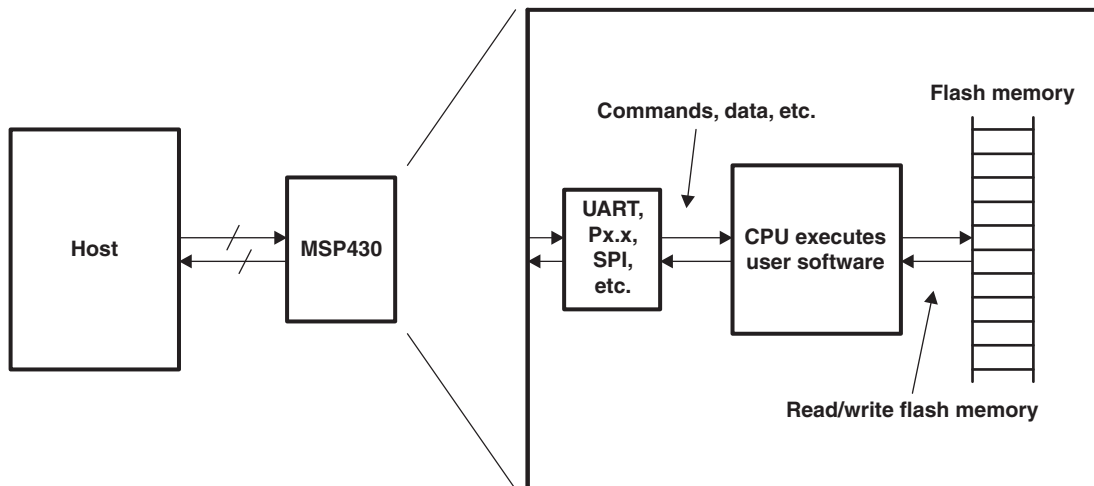 Host
MSP430
Commands, data, etc.
Flash memory
UART,
Px.x,
SPI,
etc.
CPU executes
user software
Read/write flash memory